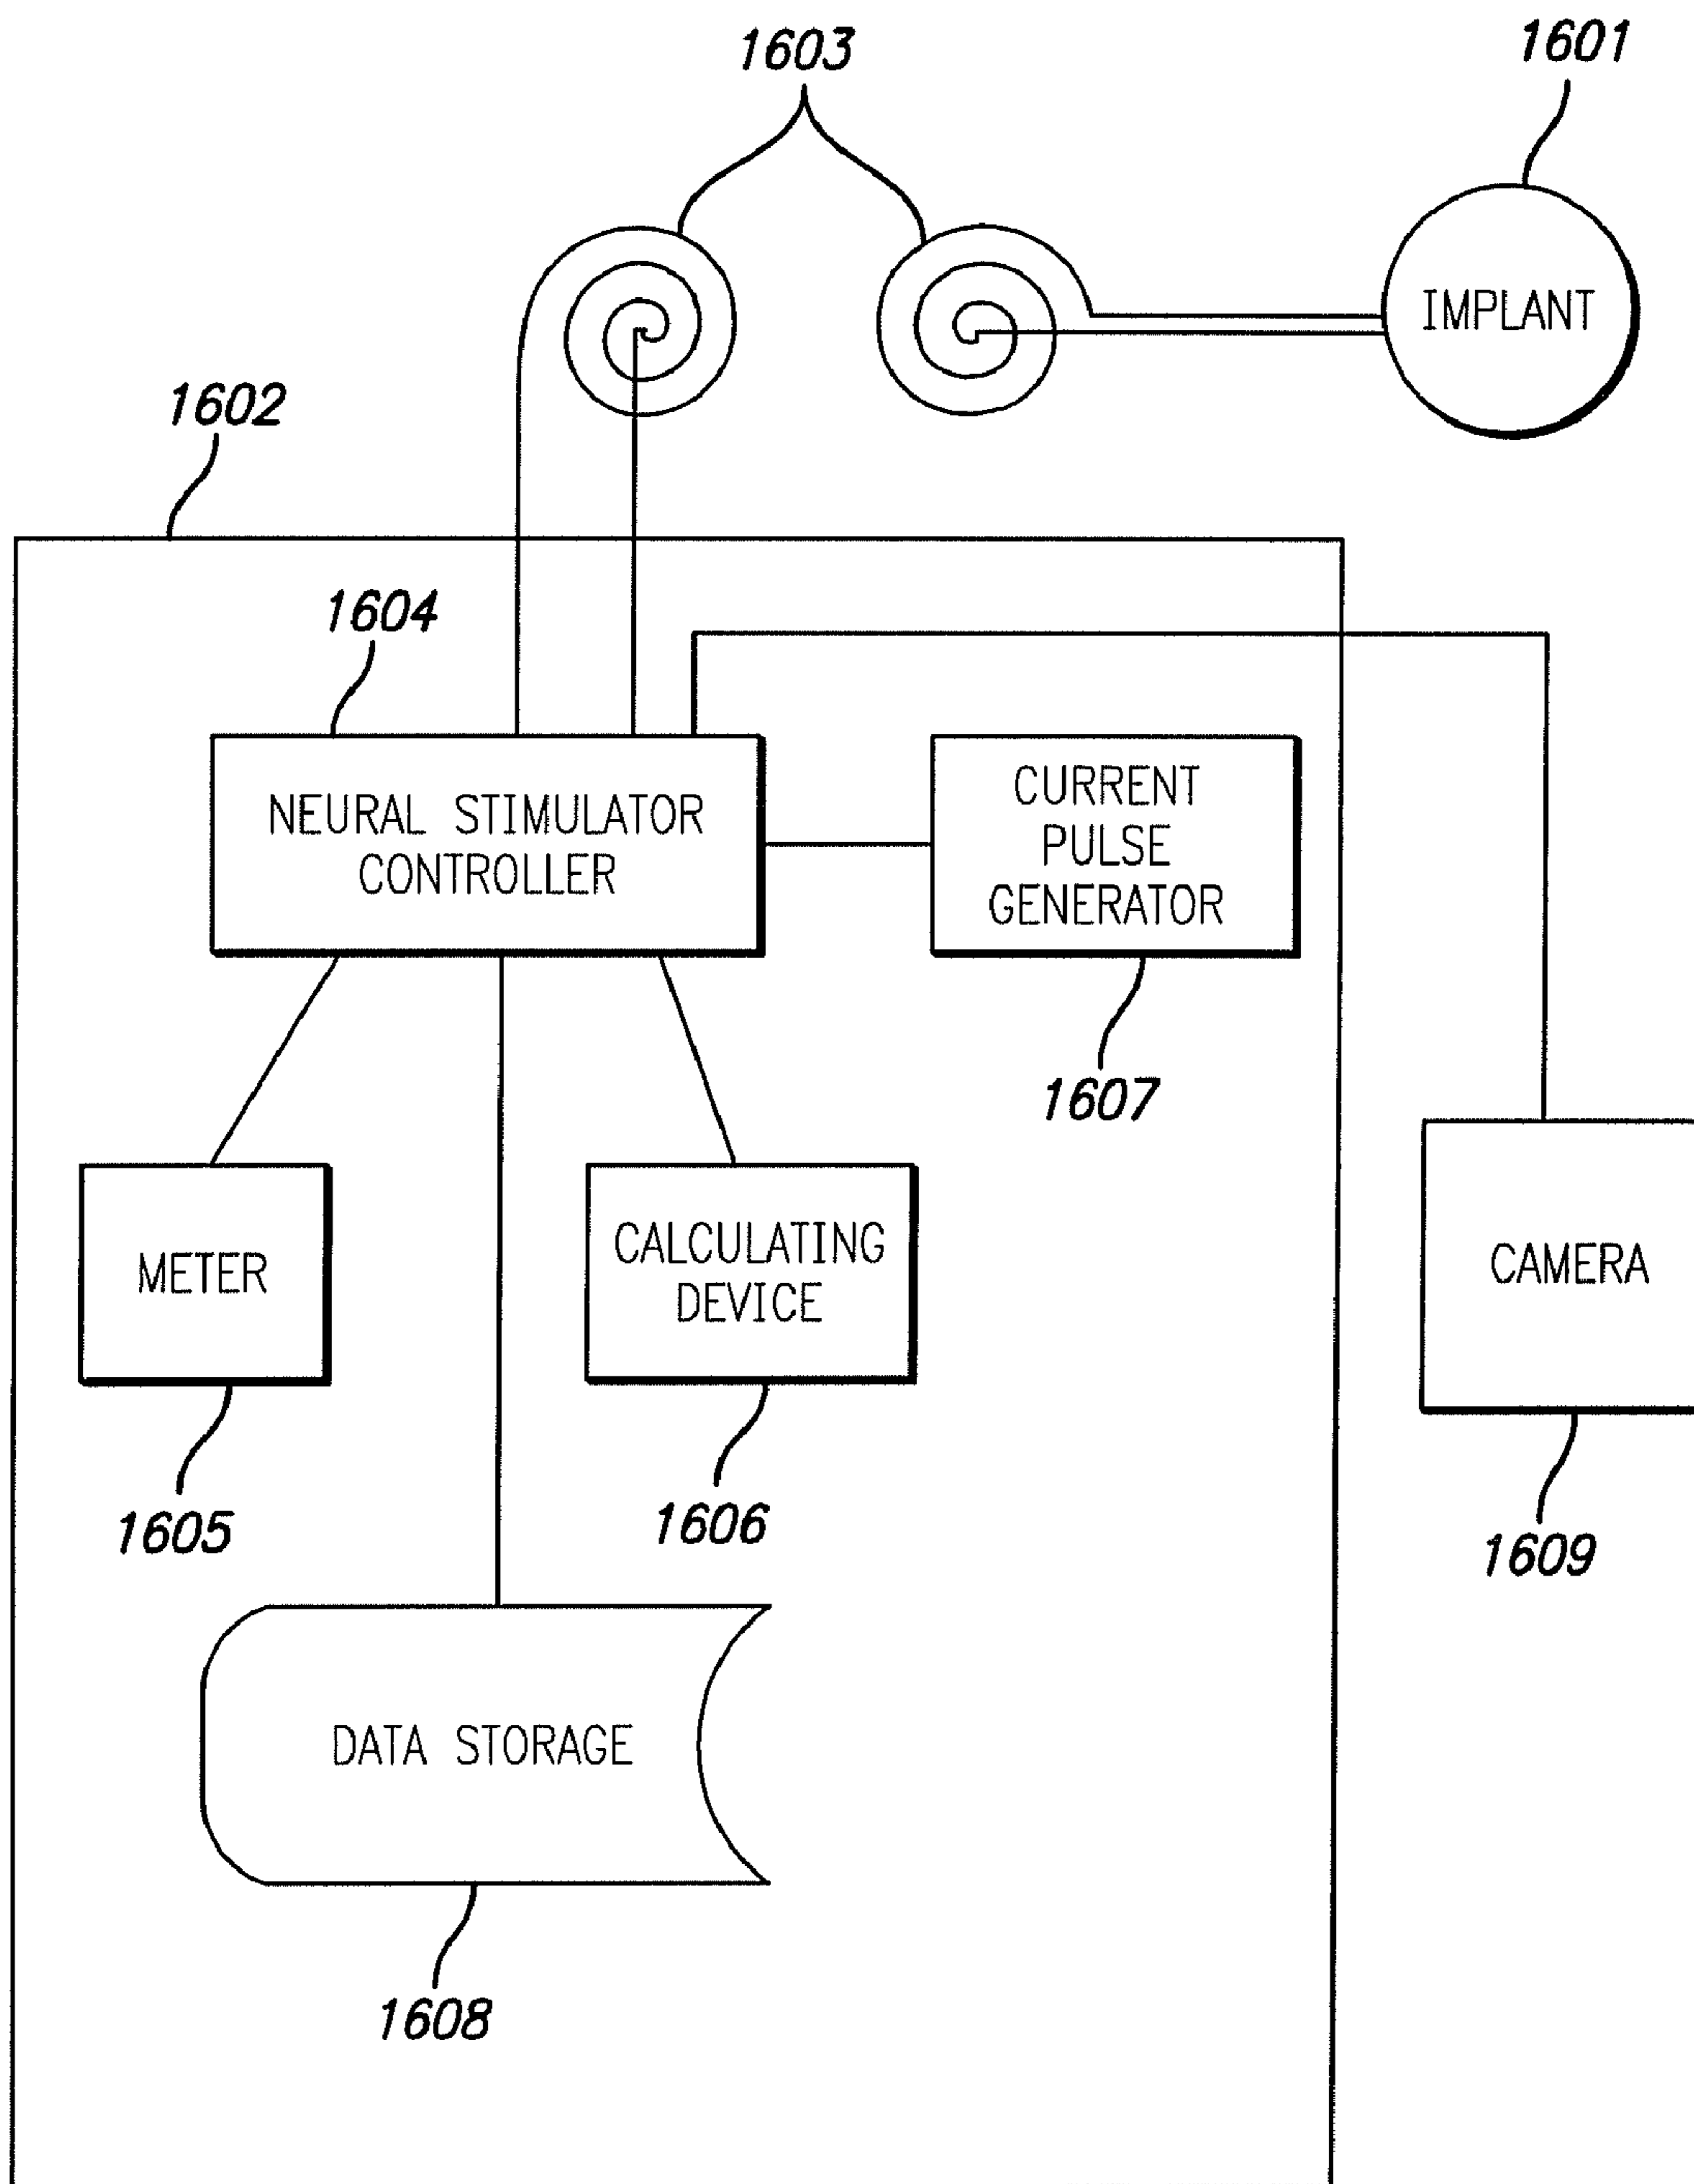 1603
1601
IMPLANT
1602
1604
NEURAL STIMULATOR
CONTROLLER
CURRENT
PULSE
GENERATOR
1607
METER
CALCULATING
DEVICE
CAMERA
1605
1606
1609
DATA STORAGE
1608